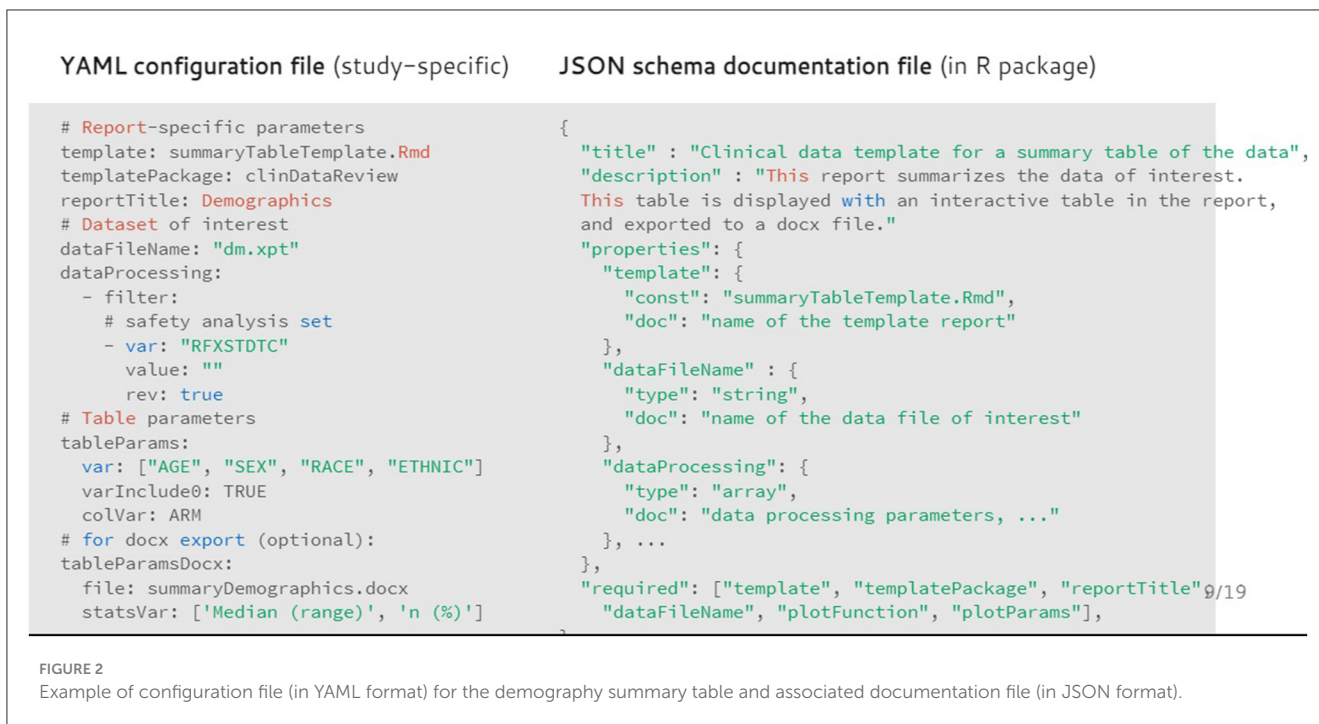 YAML configuration file (study-specific)
# Report-specific parameters
template: summaryTableTemplate.Rmd
templatePackage: clinDataReview
reportTitle: Demographics
# Dataset of interest
dataFileName: "dm.xpt"
dataProcessing:
  - filter:
    # safety analysis set
    - var: "RFXSTDTC"
      value: ""
      rev: true
# Table parameters
tableParams:
  var: ["AGE", "SEX", "RACE", "ETHNIC"]
  varInclude0: TRUE
  colVar: ARM
# for docx export (optional):
tableParamsDocx:
  file: summaryDemographics.docx
  statsVar: ['Median (range)', 'n (%)']
JSON schema documentation file (in R package)
{
  "title" : "Clinical data template for a summary table of the data",
  "description" : "This report summarizes the data of interest.
  This table is displayed with an interactive table in the report,
  and exported to a docx file."
  "properties": {
    "template": {
      "const": "summaryTableTemplate.Rmd",
      "doc": "name of the template report"
    },
    "dataFileName" : {
      "type": "string",
      "doc": "name of the data file of interest"
    },
    "dataProcessing": {
      "type": "array",
      "doc": "data processing parameters, ..."
    }, ...
  },
  "required": ["template", "templatePackage", "reportTitle",
    "dataFileName", "plotFunction", "plotParams"],
9/19
FIGURE 2
Example of configuration file (in YAML format) for the demography summary table and associated documentation file (in JSON format).